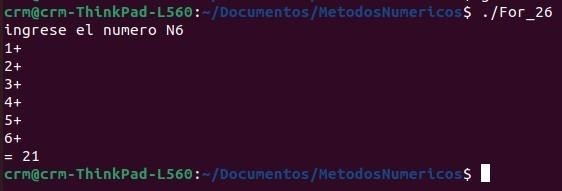 crm@crm-ThinkPad-L560:~/Documentos/MetodosNumericos$ ./For_26
ingrese el numero N6
1+
2+
3+
4+
5+
6+
= 21
crm@crm-ThinkPad-L560:~/Documentos/MetodosNumericos$